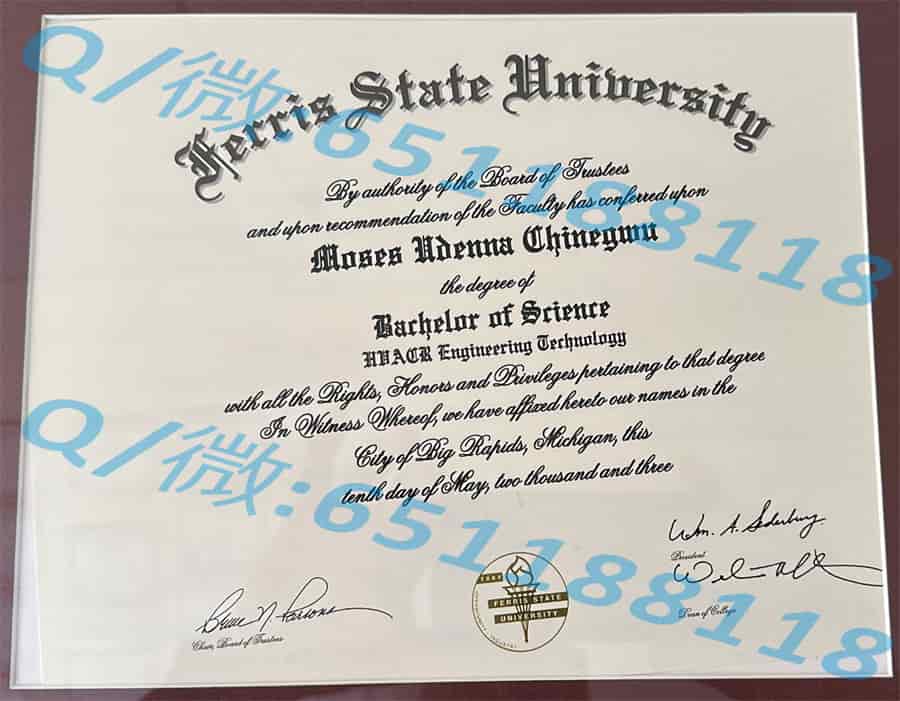 Q/微:651188118
Ferris State University
By authority of the Board of Trustees
and upon recommendation of the Faculty has conferred upon
Moses Udenna Chinegwu
the degree of
Bachelor of Science
HVACR Engineering Technology
with all the Rights, Honors and Privileges pertaining to that degree
In Witness Whereof, we have affixed hereto our names in the
City of Big Rapids, Michigan, this
tenth day of May, two thousand and three
Q/微:651188118
Wm. A. Sederburg
President
Bruce N. Parsons
Chair, Board of Trustees
FERRIS STATE
UNIVERSITY
Dean of College